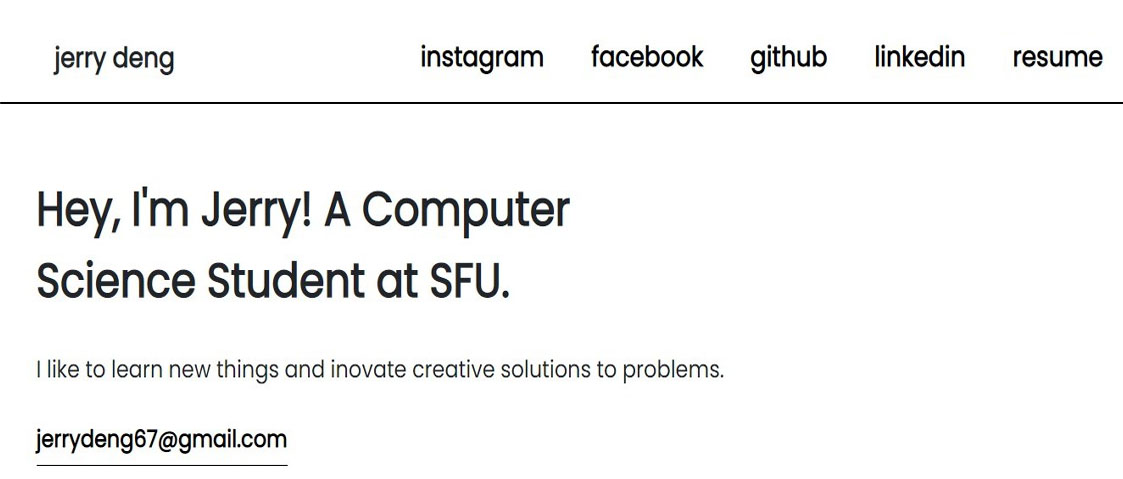 jerry deng instagram facebook github linkedin resume
Hey, I'm Jerry! A Computer
Science Student at SFU.
I like to learn new things and inovate creative solutions to problems.
jerrydeng67@gmail.com